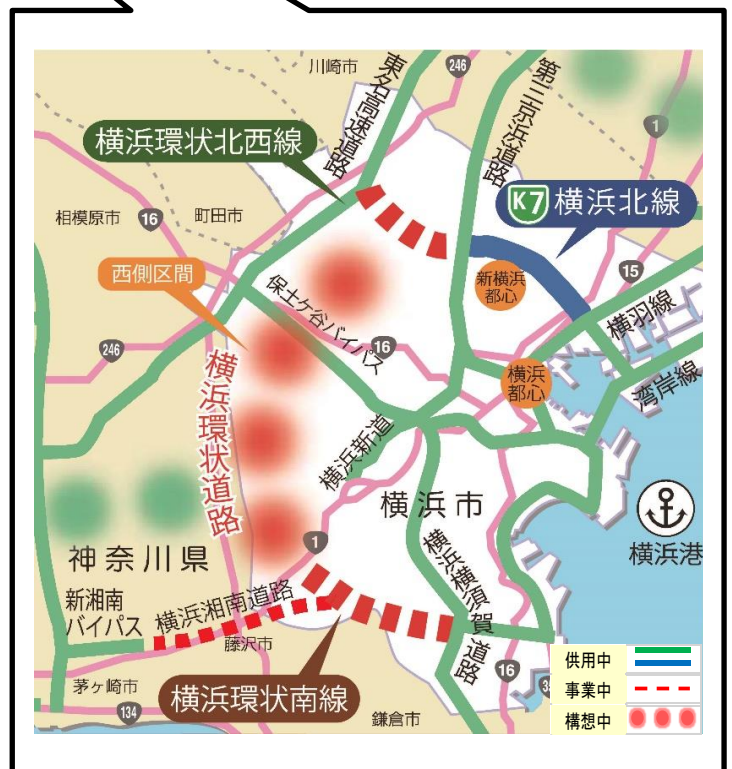 川崎市
246
東名高速道路
第三京浜道路
1
横浜環状北西線
K7 横浜北線
相模原市
16
町田市
西側区間
新横浜
都心
15
保土ケ谷バイパス
16
横羽線
246
横浜
都心
湾岸線
横浜環状道路
横浜新道
横浜市
横浜港
1
神奈川県
横浜横須賀道路
新湘南
バイパス
横浜湘南道路
藤沢市
16
供用中
事業中
構想中
茅ヶ崎市
134
横浜環状南線
鎌倉市